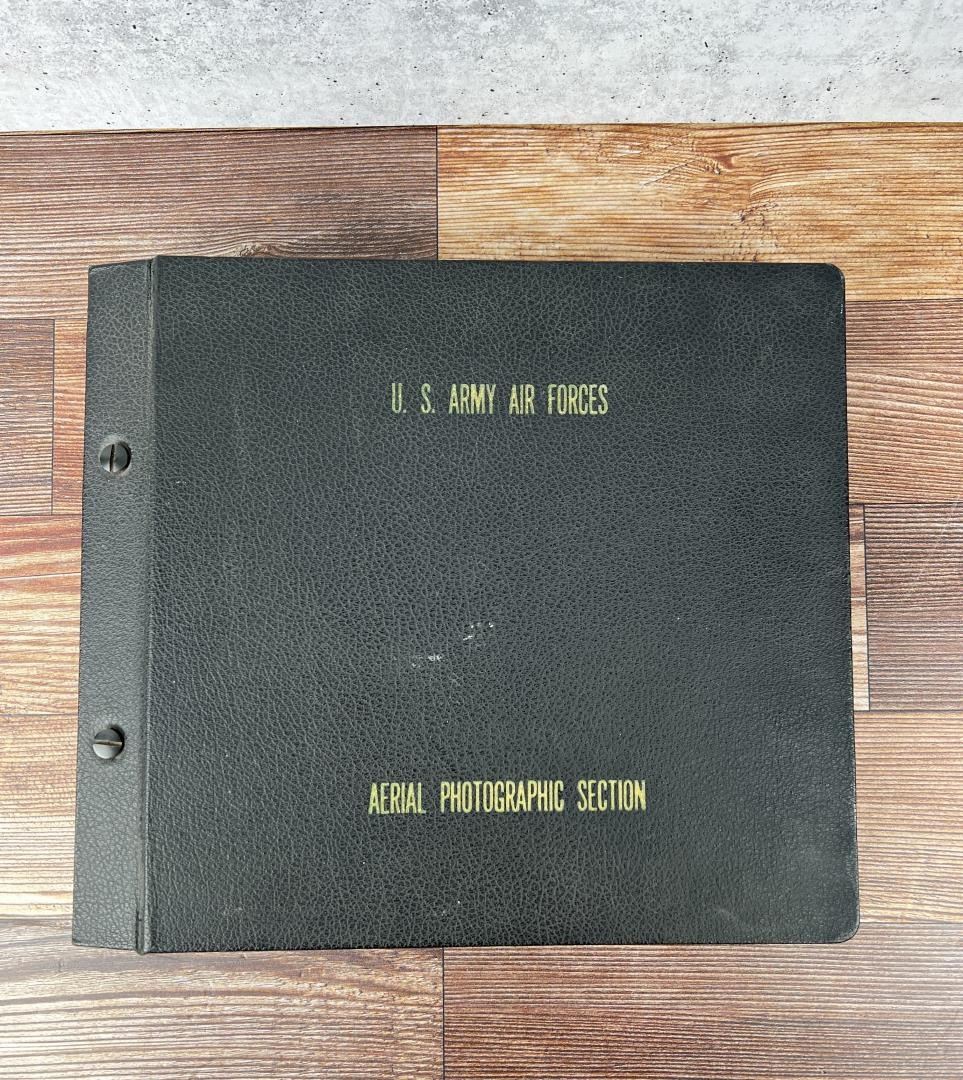 U. S. ARMY AIR FORCES
AERIAL PHOTOGRAPHIC SECTION